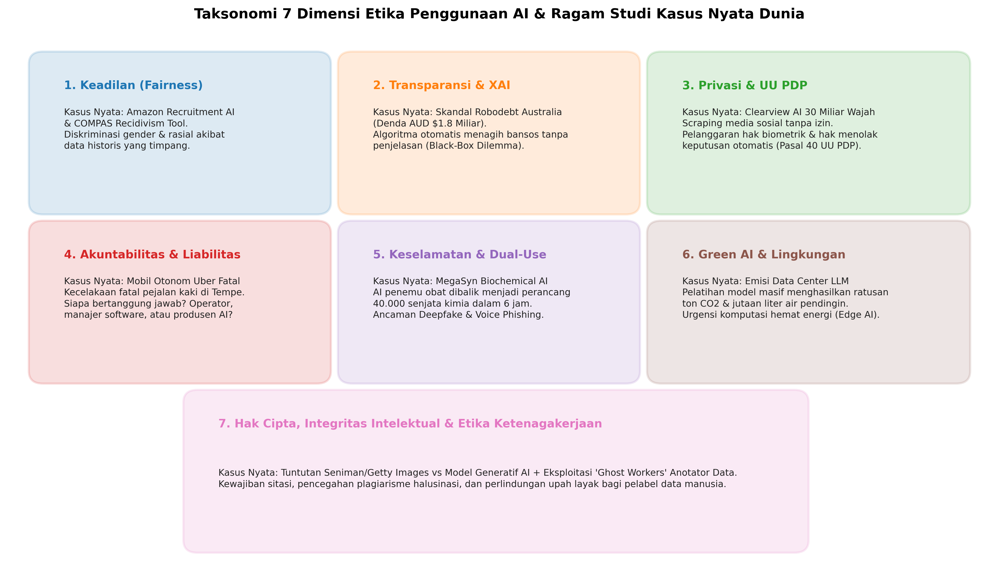 Taksonomi 7 Dimensi Etika Penggunaan AI & Ragam Studi Kasus Nyata Dunia
1. Keadilan (Fairness)
Kasus Nyata: Amazon Recruitment AI
& COMPAS Recidivism Tool.
Diskriminasi gender & rasial akibat
data historis yang timpang.
2. Transparansi & XAI
Kasus Nyata: Skandal Robodebt Australia
(Denda AUD $1.8 Miliar).
Algoritma otomatis menagih bansos tanpa
penjelasan (Black-Box Dilemma).
3. Privasi & UU PDP
Kasus Nyata: Clearview AI 30 Miliar Wajah
Scraping media sosial tanpa izin.
Pelanggaran hak biometrik & hak menolak
keputusan otomatis (Pasal 40 UU PDP).
4. Akuntabilitas & Liabilitas
Kasus Nyata: Mobil Otonom Uber Fatal
Kecelakaan fatal pejalan kaki di Tempe.
Siapa bertanggung jawab? Operator,
manajer software, atau produsen AI?
5. Keselamatan & Dual-Use
Kasus Nyata: MegaSyn Biochemical AI
AI penemu obat dibalik menjadi perancang
40.000 senjata kimia dalam 6 jam.
Ancaman Deepfake & Voice Phishing.
6. Green AI & Lingkungan
Kasus Nyata: Emisi Data Center LLM
Pelatihan model masif menghasilkan ratusan
ton CO2 & jutaan liter air pendingin.
Urgensi komputasi hemat energi (Edge AI).
7. Hak Cipta, Integritas Intelektual & Etika Ketenagakerjaan
Kasus Nyata: Tuntutan Seniman/Getty Images vs Model Generatif AI + Eksploitasi 'Ghost Workers' Anotator Data.
Kewajiban sitasi, pencegahan plagiarisme halusinasi, dan perlindungan upah layak bagi pelabel data manusia.